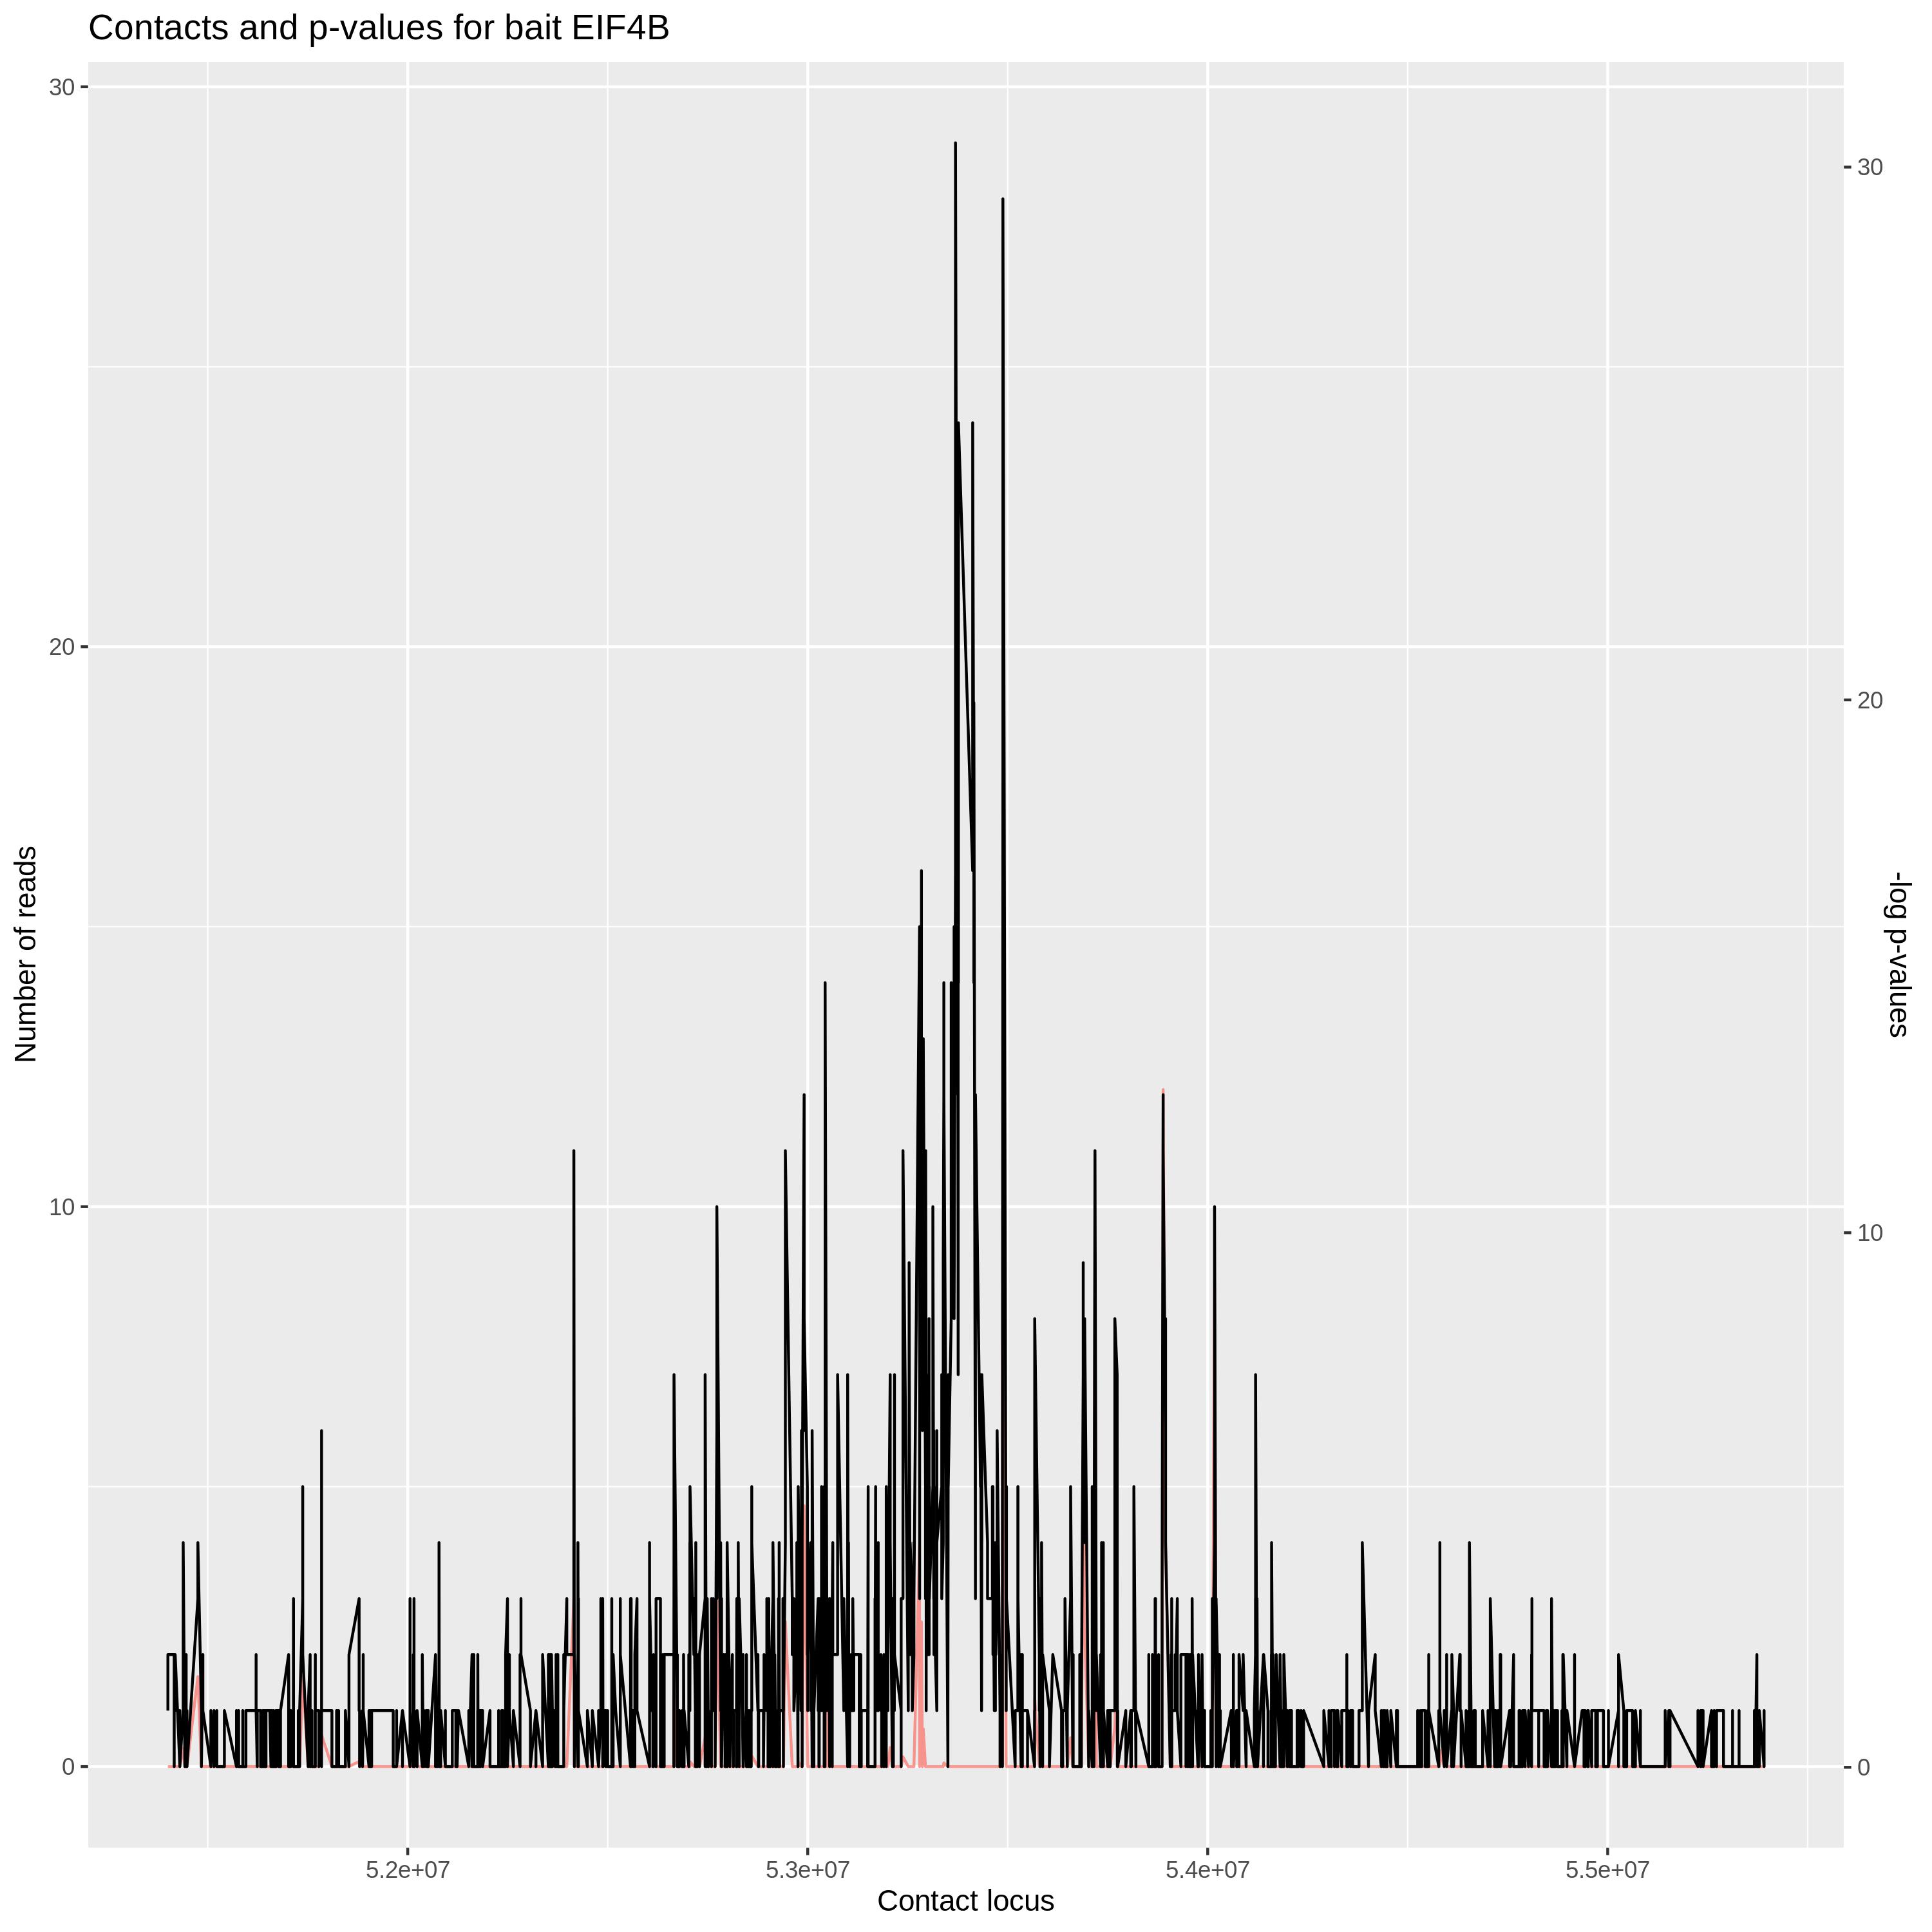 Contacts and p-values for bait EIF4B
30
20
10
0
Number of reads
30
20
10
0
-log p-values
5.2e+07 5.3e+07 5.4e+07 5.5e+07
Contact locus